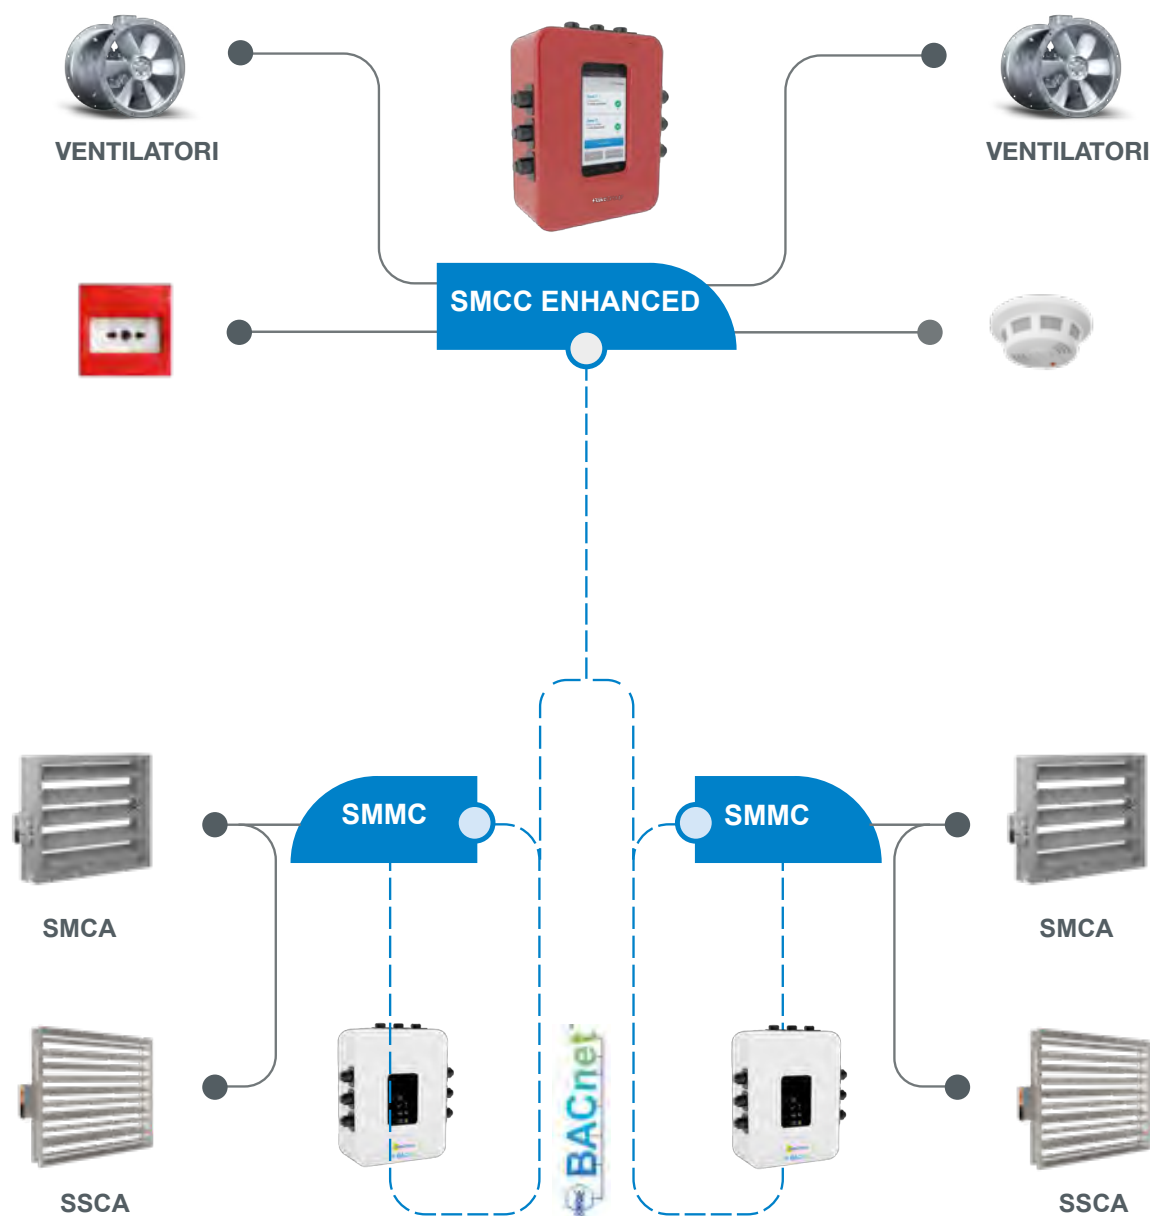 VENTILATORI
VENTILATORI
SMCC ENHANCED
SMMC
SMMC
SMCA
SMCA
BACnet
SSCA
SSCA